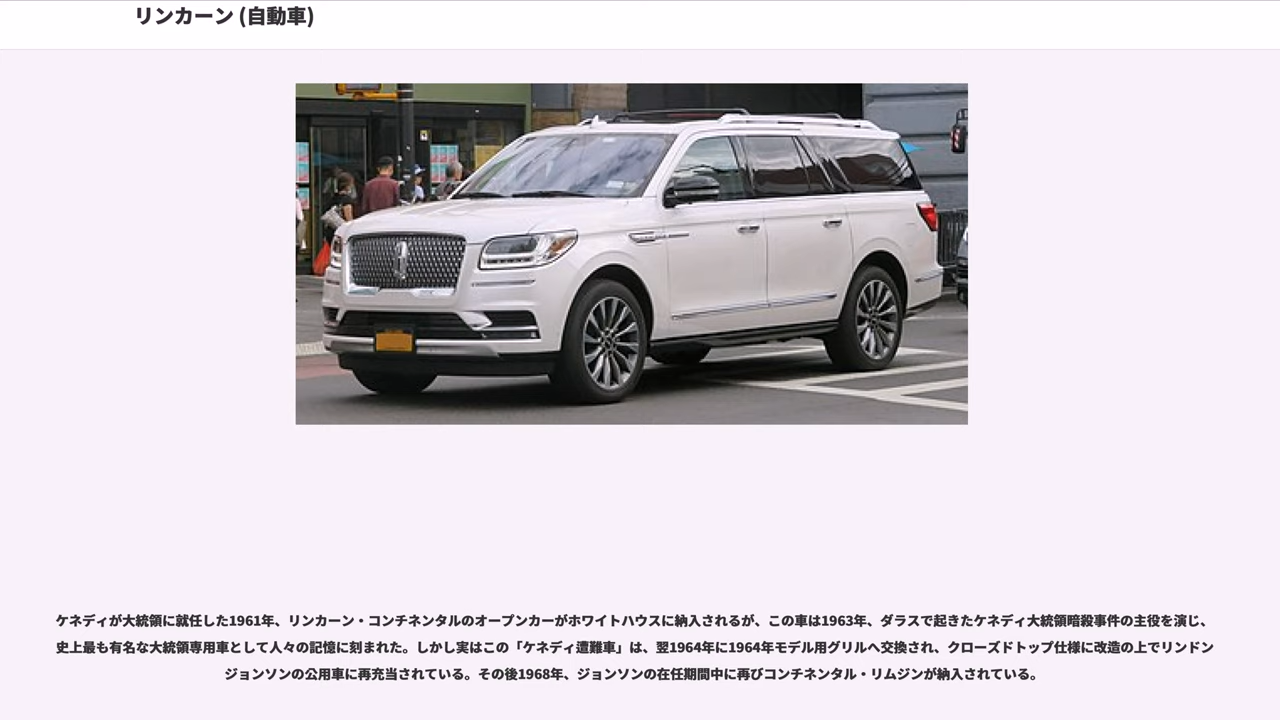 リンカーン (自動車)
ケネディが大統領に就任した1961年、リンカーン・コンチネンタルのオープンカーがホワイトハウスに納入されるが、この車は1963年、ダラスで起きたケネディ大統領暗殺事件の主役を演じ、
史上最も有名な大統領専用車として人々の記憶に刻まれた。しかし実はこの「ケネディ遭難車」は、翌1964年に1964年モデル用グリルへ交換され、クローズドトップ仕様に改造の上でリンドン
ジョンソンの公用車に再充当されている。その後1968年、ジョンソンの在任期間中に再びコンチネンタル・リムジンが納入されている。